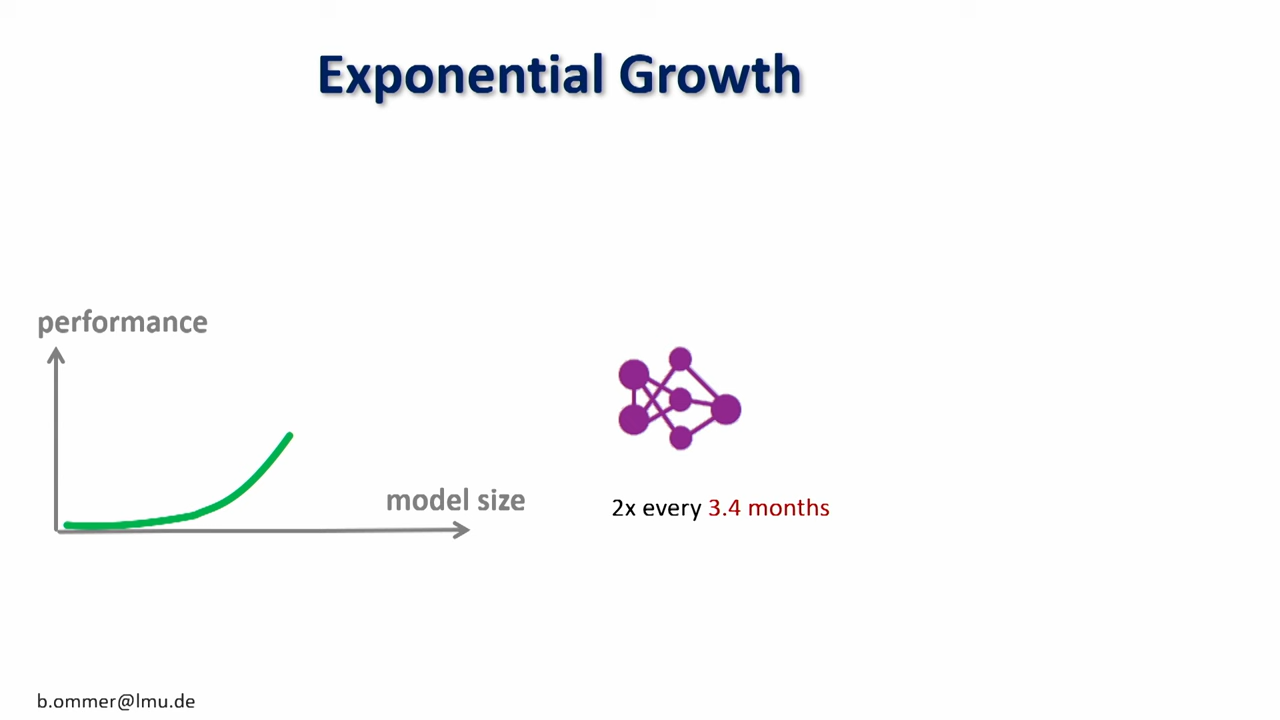 Exponential Growth
performance
model size
2x every 3.4 months
b.ommer@lmu.de